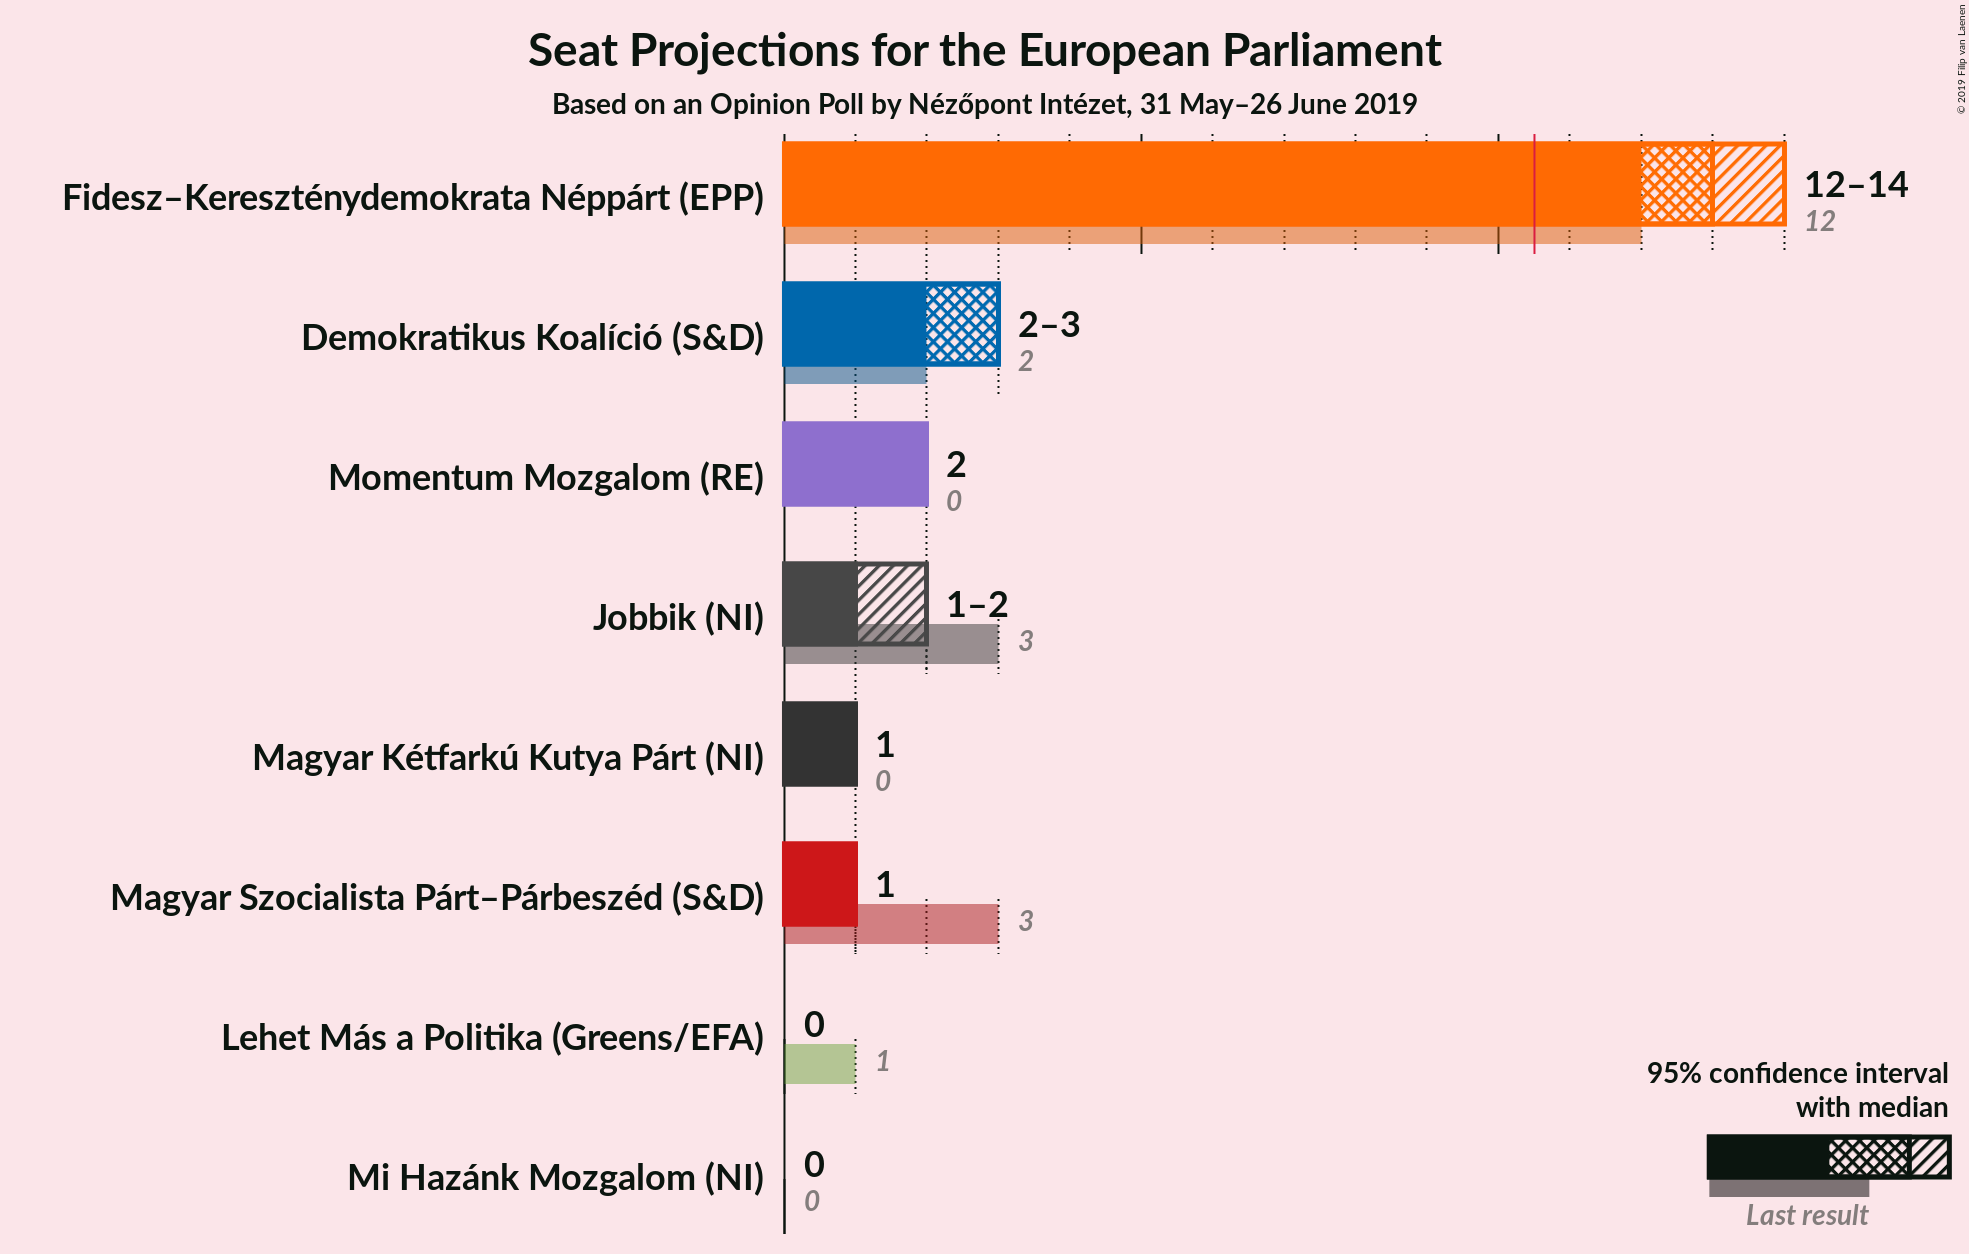 Seat Projections for the European Parliament
Based on an Opinion Poll by Nézőpont Intézet, 31 May–26 June 2019
© 2019 Filip van Laenen
Fidesz–Kereszténydemokrata Néppárt (EPP)
12–14
12
Demokratikus Koalíció (S&D)
2–3
2
Momentum Mozgalom (RE)
2
0
Jobbik (NI)
1–2
3
Magyar Kétfarkú Kutya Párt (NI)
1
0
Magyar Szocialista Párt–Párbeszéd (S&D)
1
3
Lehet Más a Politika (Greens/EFA)
0
1
Mi Hazánk Mozgalom (NI)
0
0
95% confidence interval
with median
Last result